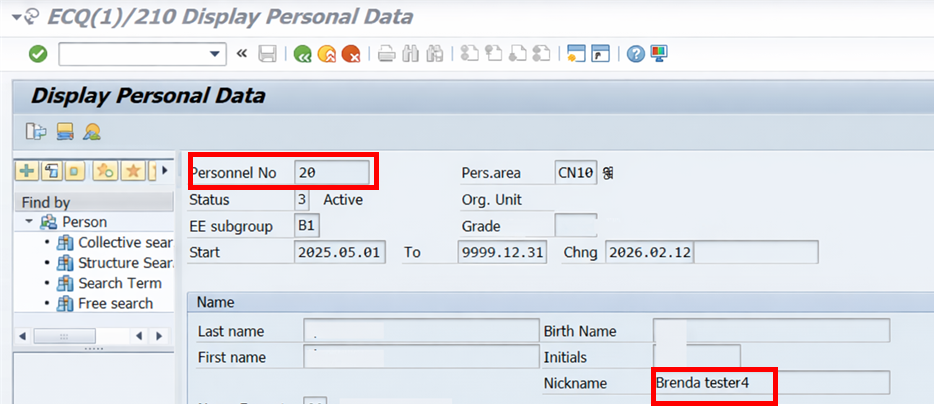 ECQ(1)/210 Display Personal Data
Display Personal Data
Personnel No 20 Pers.area CN10
Status 3 Active Org. Unit
EE subgroup B1 Grade
Start 2025.05.01 To 9999.12.31 Chng 2026.02.12
Find by
Person
Collective sear
Structure Sear
Search Term
Free search
Name
Last name Birth Name
First name Initials
Nickname Brenda tester4